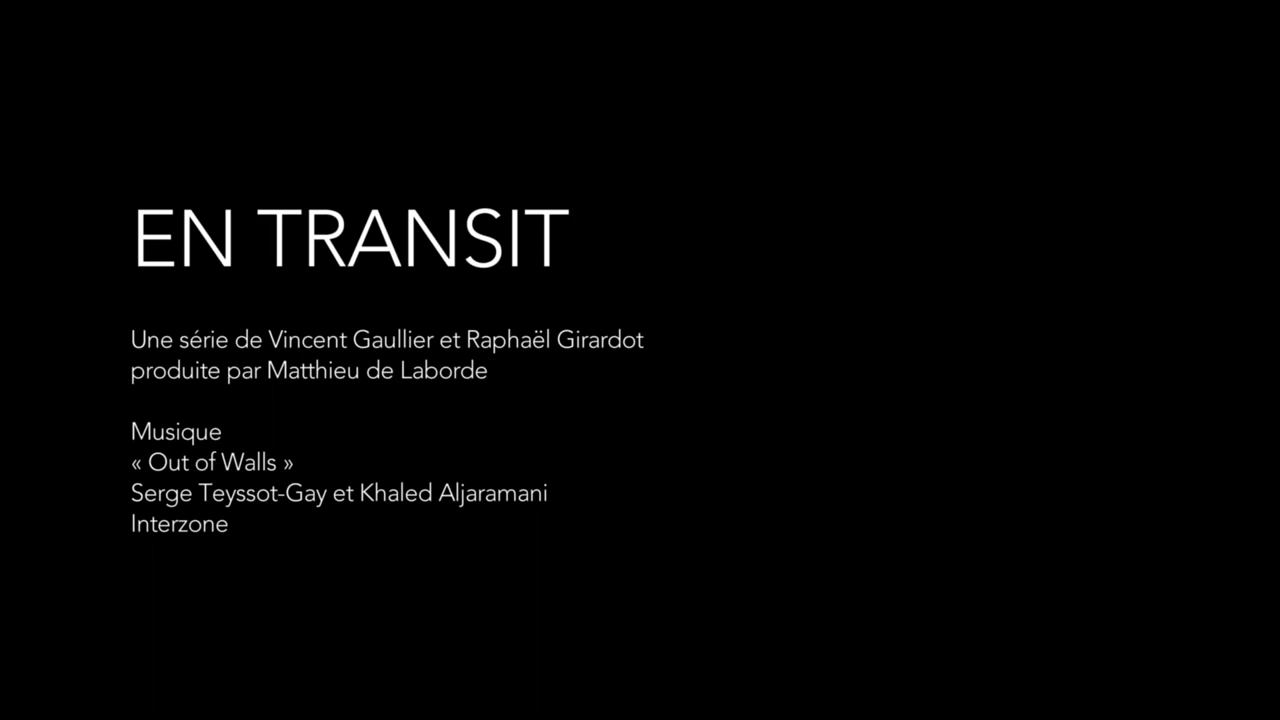 EN TRANSIT
Une série de Vincent Gaullier et Raphaël Girardot
produite par Matthieu de Laborde
Musique
« Out of Walls »
Serge Teyssot-Gay et Khaled Aljaramani
Interzone